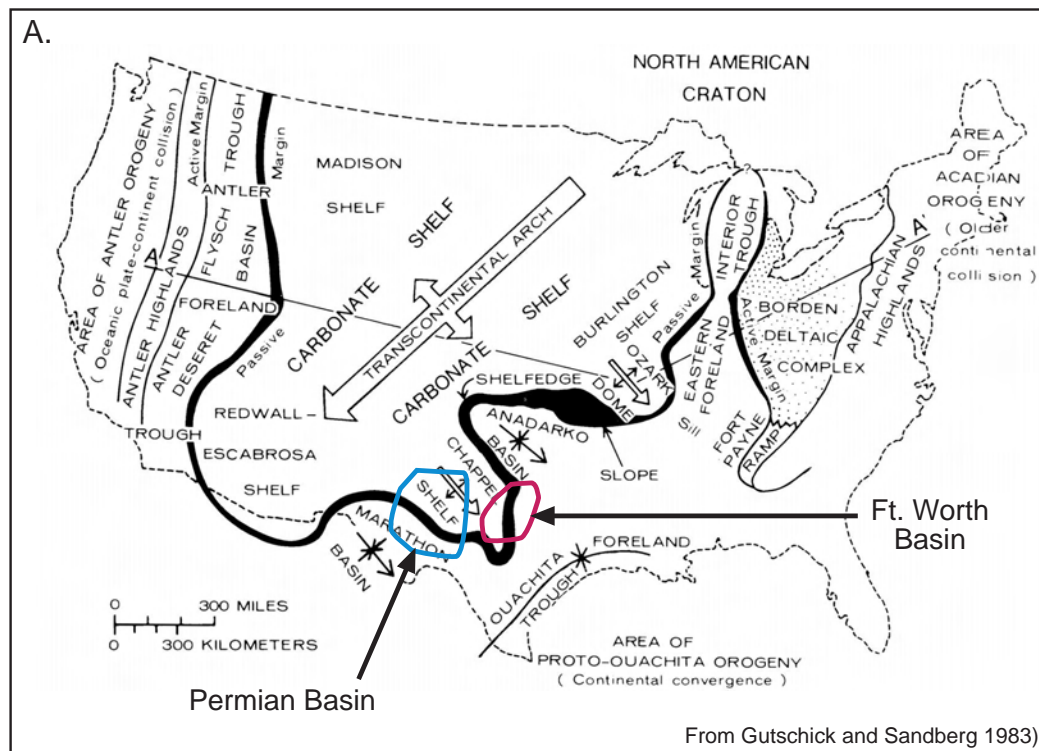 A.
NORTH AMERICAN
CRATON
AREA OF ANTLER OROGENY
(Oceanic plate-continent collision)
ANTLER HIGHLANDS
Active Margin
ANTLER
FLYSCH
TROUGH
BASIN
FORELAND
ANTLER
DESERET
TROUGH
Margin
Passive
MADISON
SHELF
CARBONATE
SHELF
TRANSCONTINENTAL ARCH
CARBONATE
SHELF
REDWALL-
ESCABROSA
SHELF
BURLINGTON
SHELF
OZARK
DOME
Passive
Margin
EASTERN
FORELAND
INTERIOR
TROUGH
Sill
Active Margin
?
BORDEN
DELTAIC
COMPLEX
FORT
PAYNE
RAMP
APPALACHIAN
HIGHLANDS
A'
A
AREA
OF
ACADIAN
OROGENY
(Older
continental
collision)
SHELFEDGE
ANADARKO
BASIN
SLOPE
CHAPPEL
SHELF
MARATHON
BASIN
OUACHITA
TROUGH
FORELAND
Ft. Worth
Basin
0 300 MILES
0 300 KILOMETERS
AREA OF
PROTO-OUACHITA OROGENY
(Continental convergence)
Permian Basin
From Gutschick and Sandberg 1983)